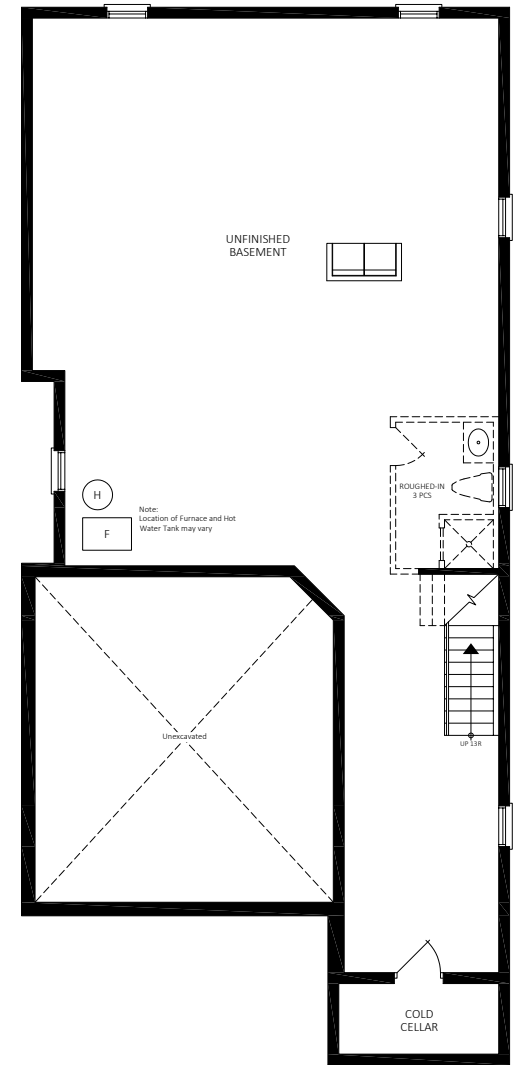 UNFINISHED
BASEMENT
ROUGHED-IN
3 PCS
H
F
Note:
Location of Furnace and Hot
Water Tank may vary
Unexcavated
UP 13R
COLD
CELLAR